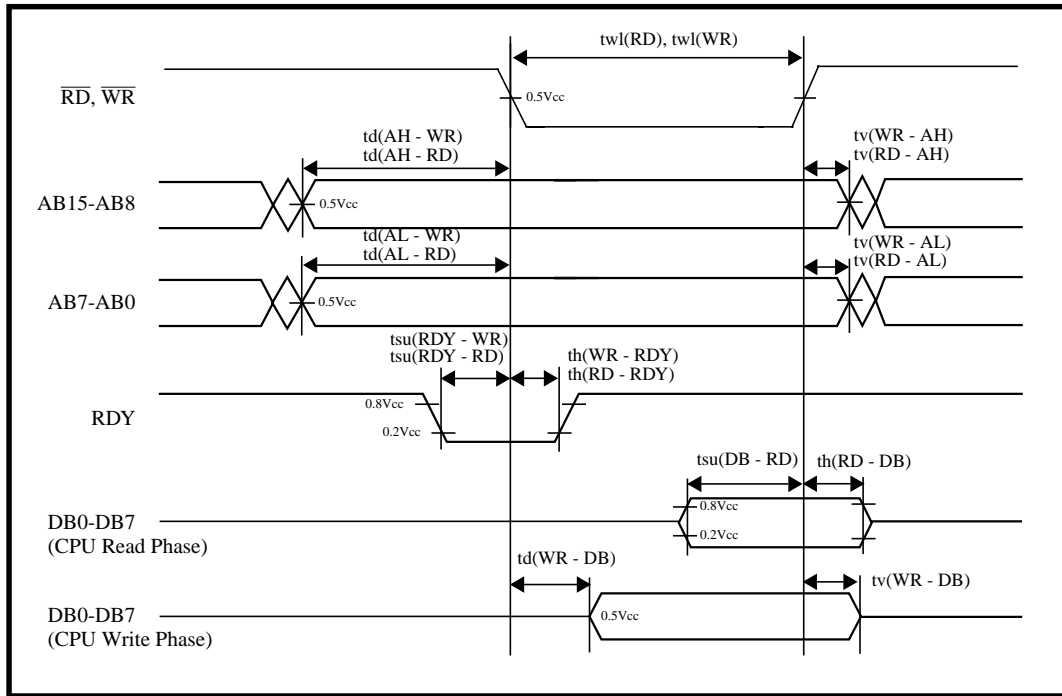 twl(RD), twl(WR)
RD, WR
0.5Vcc
td(AH - WR)
td(AH - RD)
tv(WR - AH)
tv(RD - AH)
AB15-AB8
0.5Vcc
td(AL - WR)
td(AL - RD)
tv(WR - AL)
tv(RD - AL)
AB7-AB0
0.5Vcc
tsu(RDY - WR)
tsu(RDY - RD)
th(WR - RDY)
th(RD - RDY)
RDY
0.8Vcc
0.2Vcc
tsu(DB - RD)
th(RD - DB)
DB0-DB7
(CPU Read Phase)
0.8Vcc
0.2Vcc
td(WR - DB)
tv(WR - DB)
DB0-DB7
(CPU Write Phase)
0.5Vcc